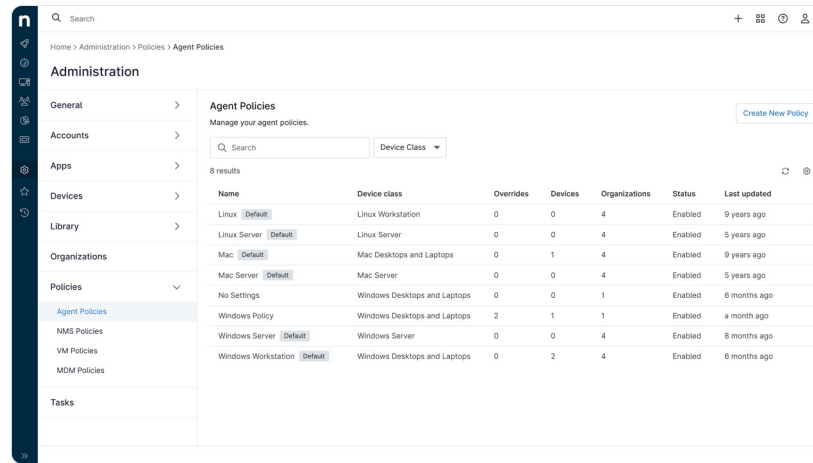 n
Search
Home > Administration > Policies > Agent Policies
Administration
General
Accounts
Apps
Devices
Library
Organizations
Policies
Agent Policies
NMS Policies
VM Policies
MDM Policies
Tasks
Agent Policies
Manage your agent policies.
Create New Policy
Search
Device Class
8 results
Name Device class Overrides Devices Organizations Status Last updated
Linux Default Linux Workstation 0 0 4 Enabled 9 years ago
Linux Server Default Linux Server 0 0 4 Enabled 5 years ago
Mac Default Mac Desktops and Laptops 0 1 4 Enabled 9 years ago
Mac Server Default Mac Server 0 0 4 Enabled 5 years ago
No Settings Windows Desktops and Laptops 0 0 1 Enabled 6 months ago
Windows Policy Windows Desktops and Laptops 2 1 1 Enabled a month ago
Windows Server Default Windows Server 0 0 4 Enabled 8 months ago
Windows Workstation Default Windows Desktops and Laptops 0 2 4 Enabled 6 months ago